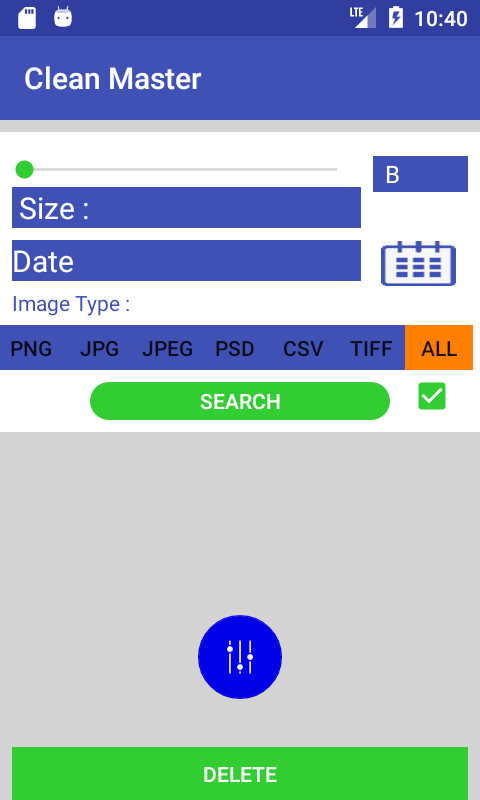 LTE 10:40
Clean Master
B
Size :
Date
Image Type :
PNG JPG JPEG PSD CSV TIFF ALL
SEARCH
DELETE